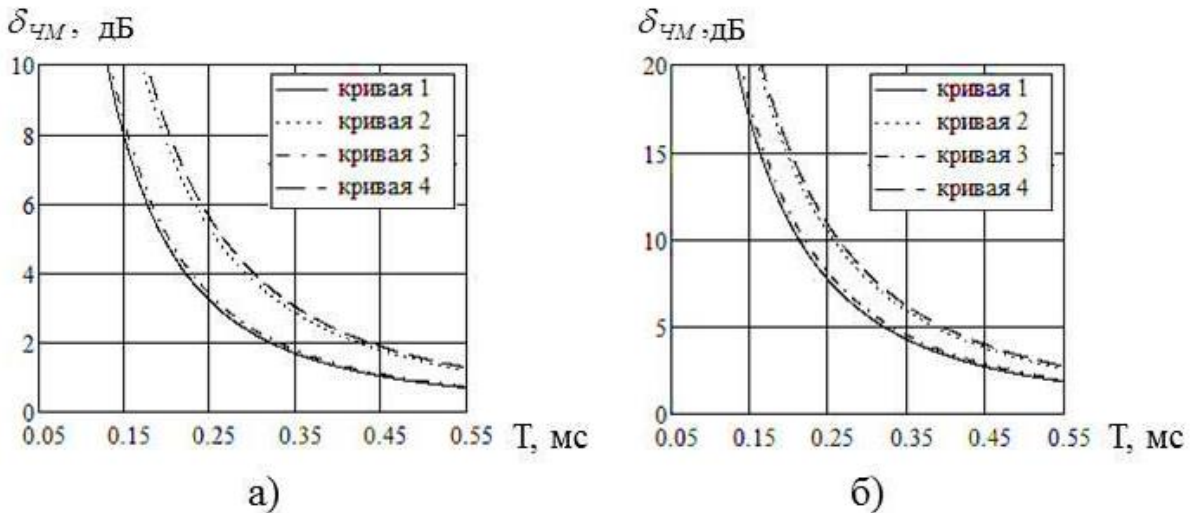 δЧМ, дБ
10
8
6
4
2
0
0.05 0.15 0.25 0.35 0.45 0.55 T, мс
кривая 1
кривая 2
кривая 3
кривая 4
а)
δЧМ,дБ
20
15
10
5
0
0.05 0.15 0.25 0.35 0.45 0.55 T, мс
кривая 1
кривая 2
кривая 3
кривая 4
б)